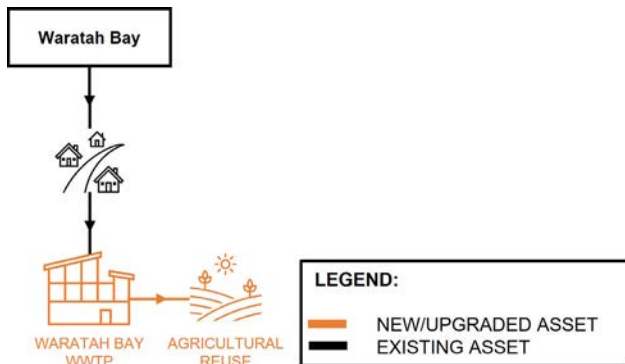 Waratah Bay
WARATAH BAY
WWTP
AGRICULTURAL
REUSE
LEGEND:
NEW/UPGRADED ASSET
EXISTING ASSET